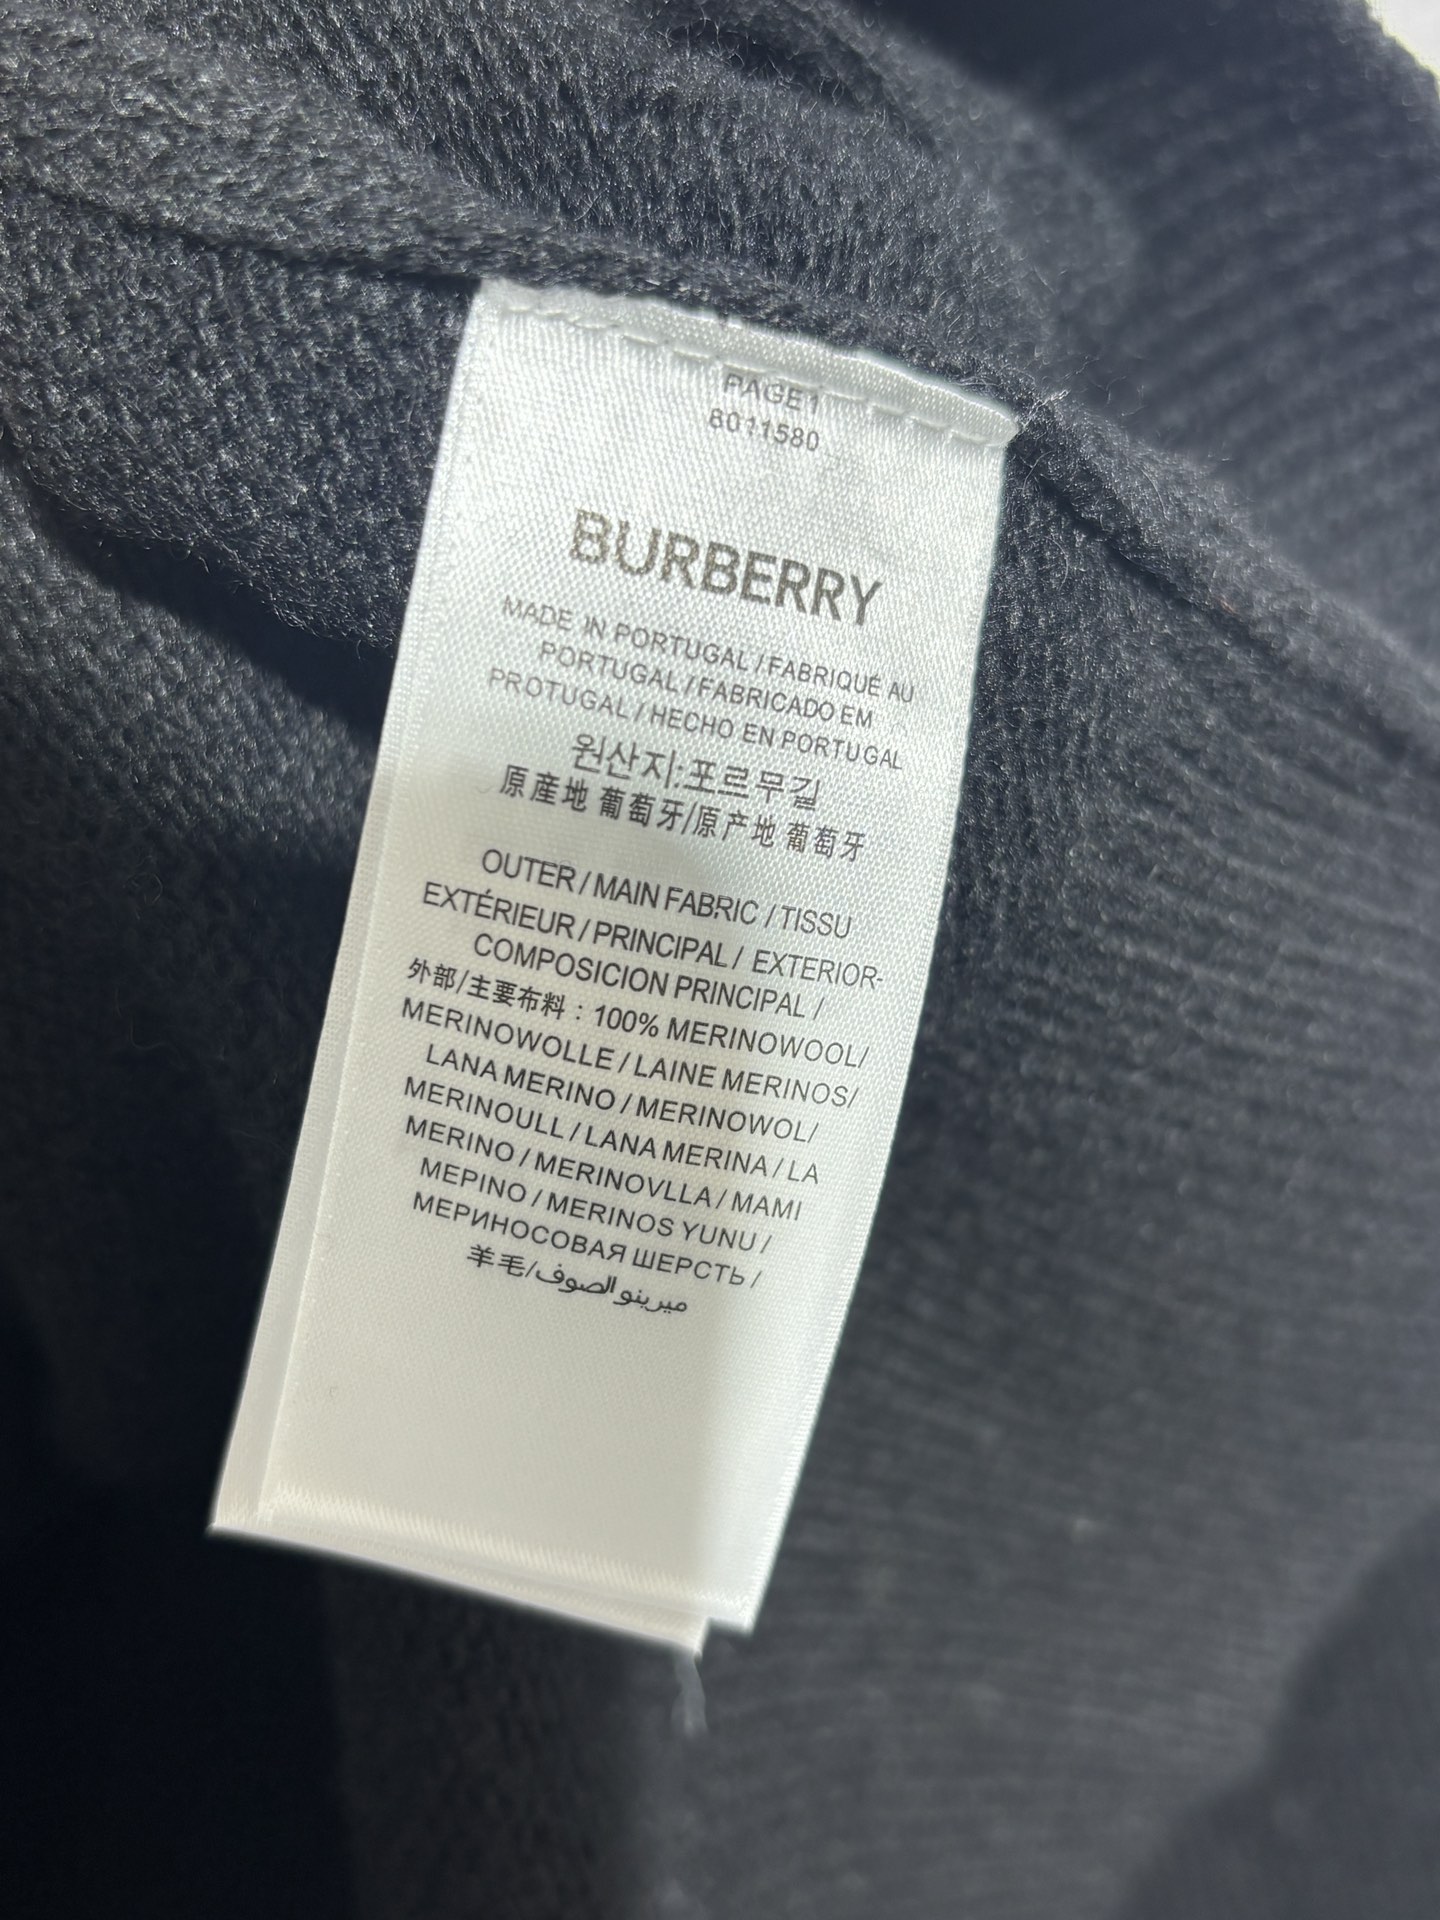 PAGE1
8011580
BURBERRY
MADE IN PORTUGAL / FABRIQUÉ AU
PORTUGAL / FABRICADO EM
PROTUGAL / HECHO EN PORTUGAL
원산지:포르무길
原産地 葡萄牙/原产地 葡萄牙
OUTER / MAIN FABRIC / TISSU
EXTÉRIEUR / PRINCIPAL / EXTERIOR-
COMPOSICION PRINCIPAL /
外部/主要布料：100% MERINOWOOL/
MERINOWOLLE / LAINE MERINOS/
LANA MERINO / MERINOWOL/
MERINOULL / LANA MERINA / LA
MERINO / MERINOVLLA / MAMI
МЕРІNО / MERINOS YUNU /
МЕРИНОСОВАЯ ШЕРСТЬ /
羊毛/ميرينو الصوف